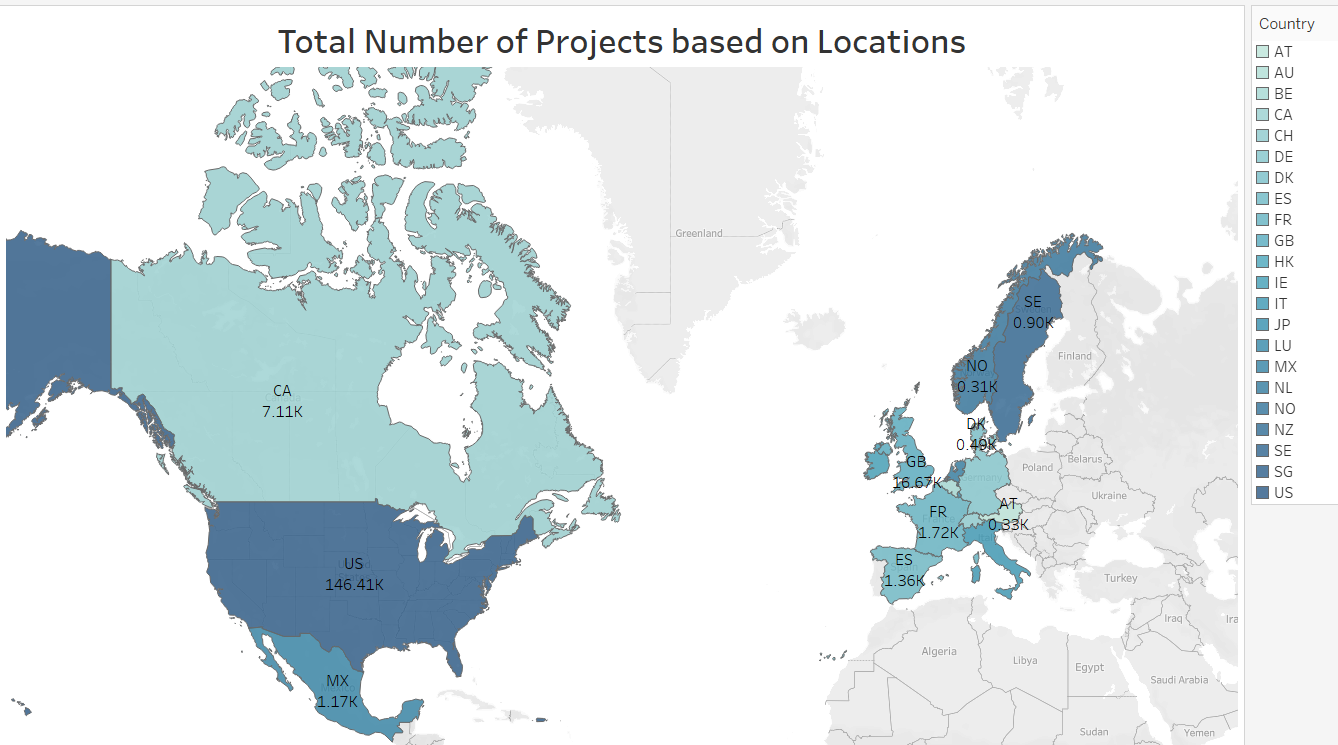 Total Number of Projects based on Locations
Greenland
CA
7.11K
US
146.41K
MX
1.17K
SE
0.90K
NO
0.31K
Finland
DK
0.49K
GB
16.67K
Germany
Poland
Belarus
Ukraine
AT
0.33K
FR
1.72K
Italy
ES
1.36K
Turkey
Algeria
Libya
Egypt
Iraq
Saudi Arabia
Sudan
Yemen
Country
AT
AU
BE
CA
CH
DE
DK
ES
FR
GB
HK
IE
IT
JP
LU
MX
NL
NO
NZ
SE
SG
US